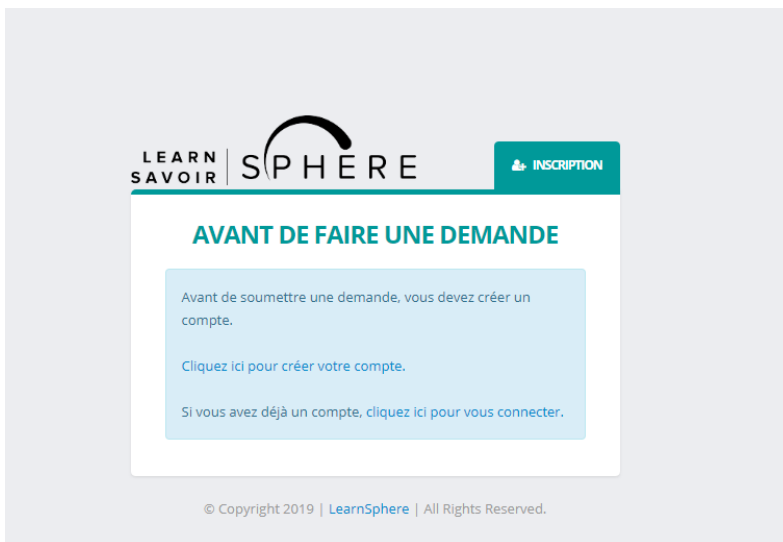 LEARN
SAVOIR
SPHERE
INSCRIPTION
AVANT DE FAIRE UNE DEMANDE
Avant de soumettre une demande, vous devez créer un
compte.
Cliquez ici pour créer votre compte.
Si vous avez déjà un compte, cliquez ici pour vous connecter.
© Copyright 2019 | LearnSphere | All Rights Reserved.